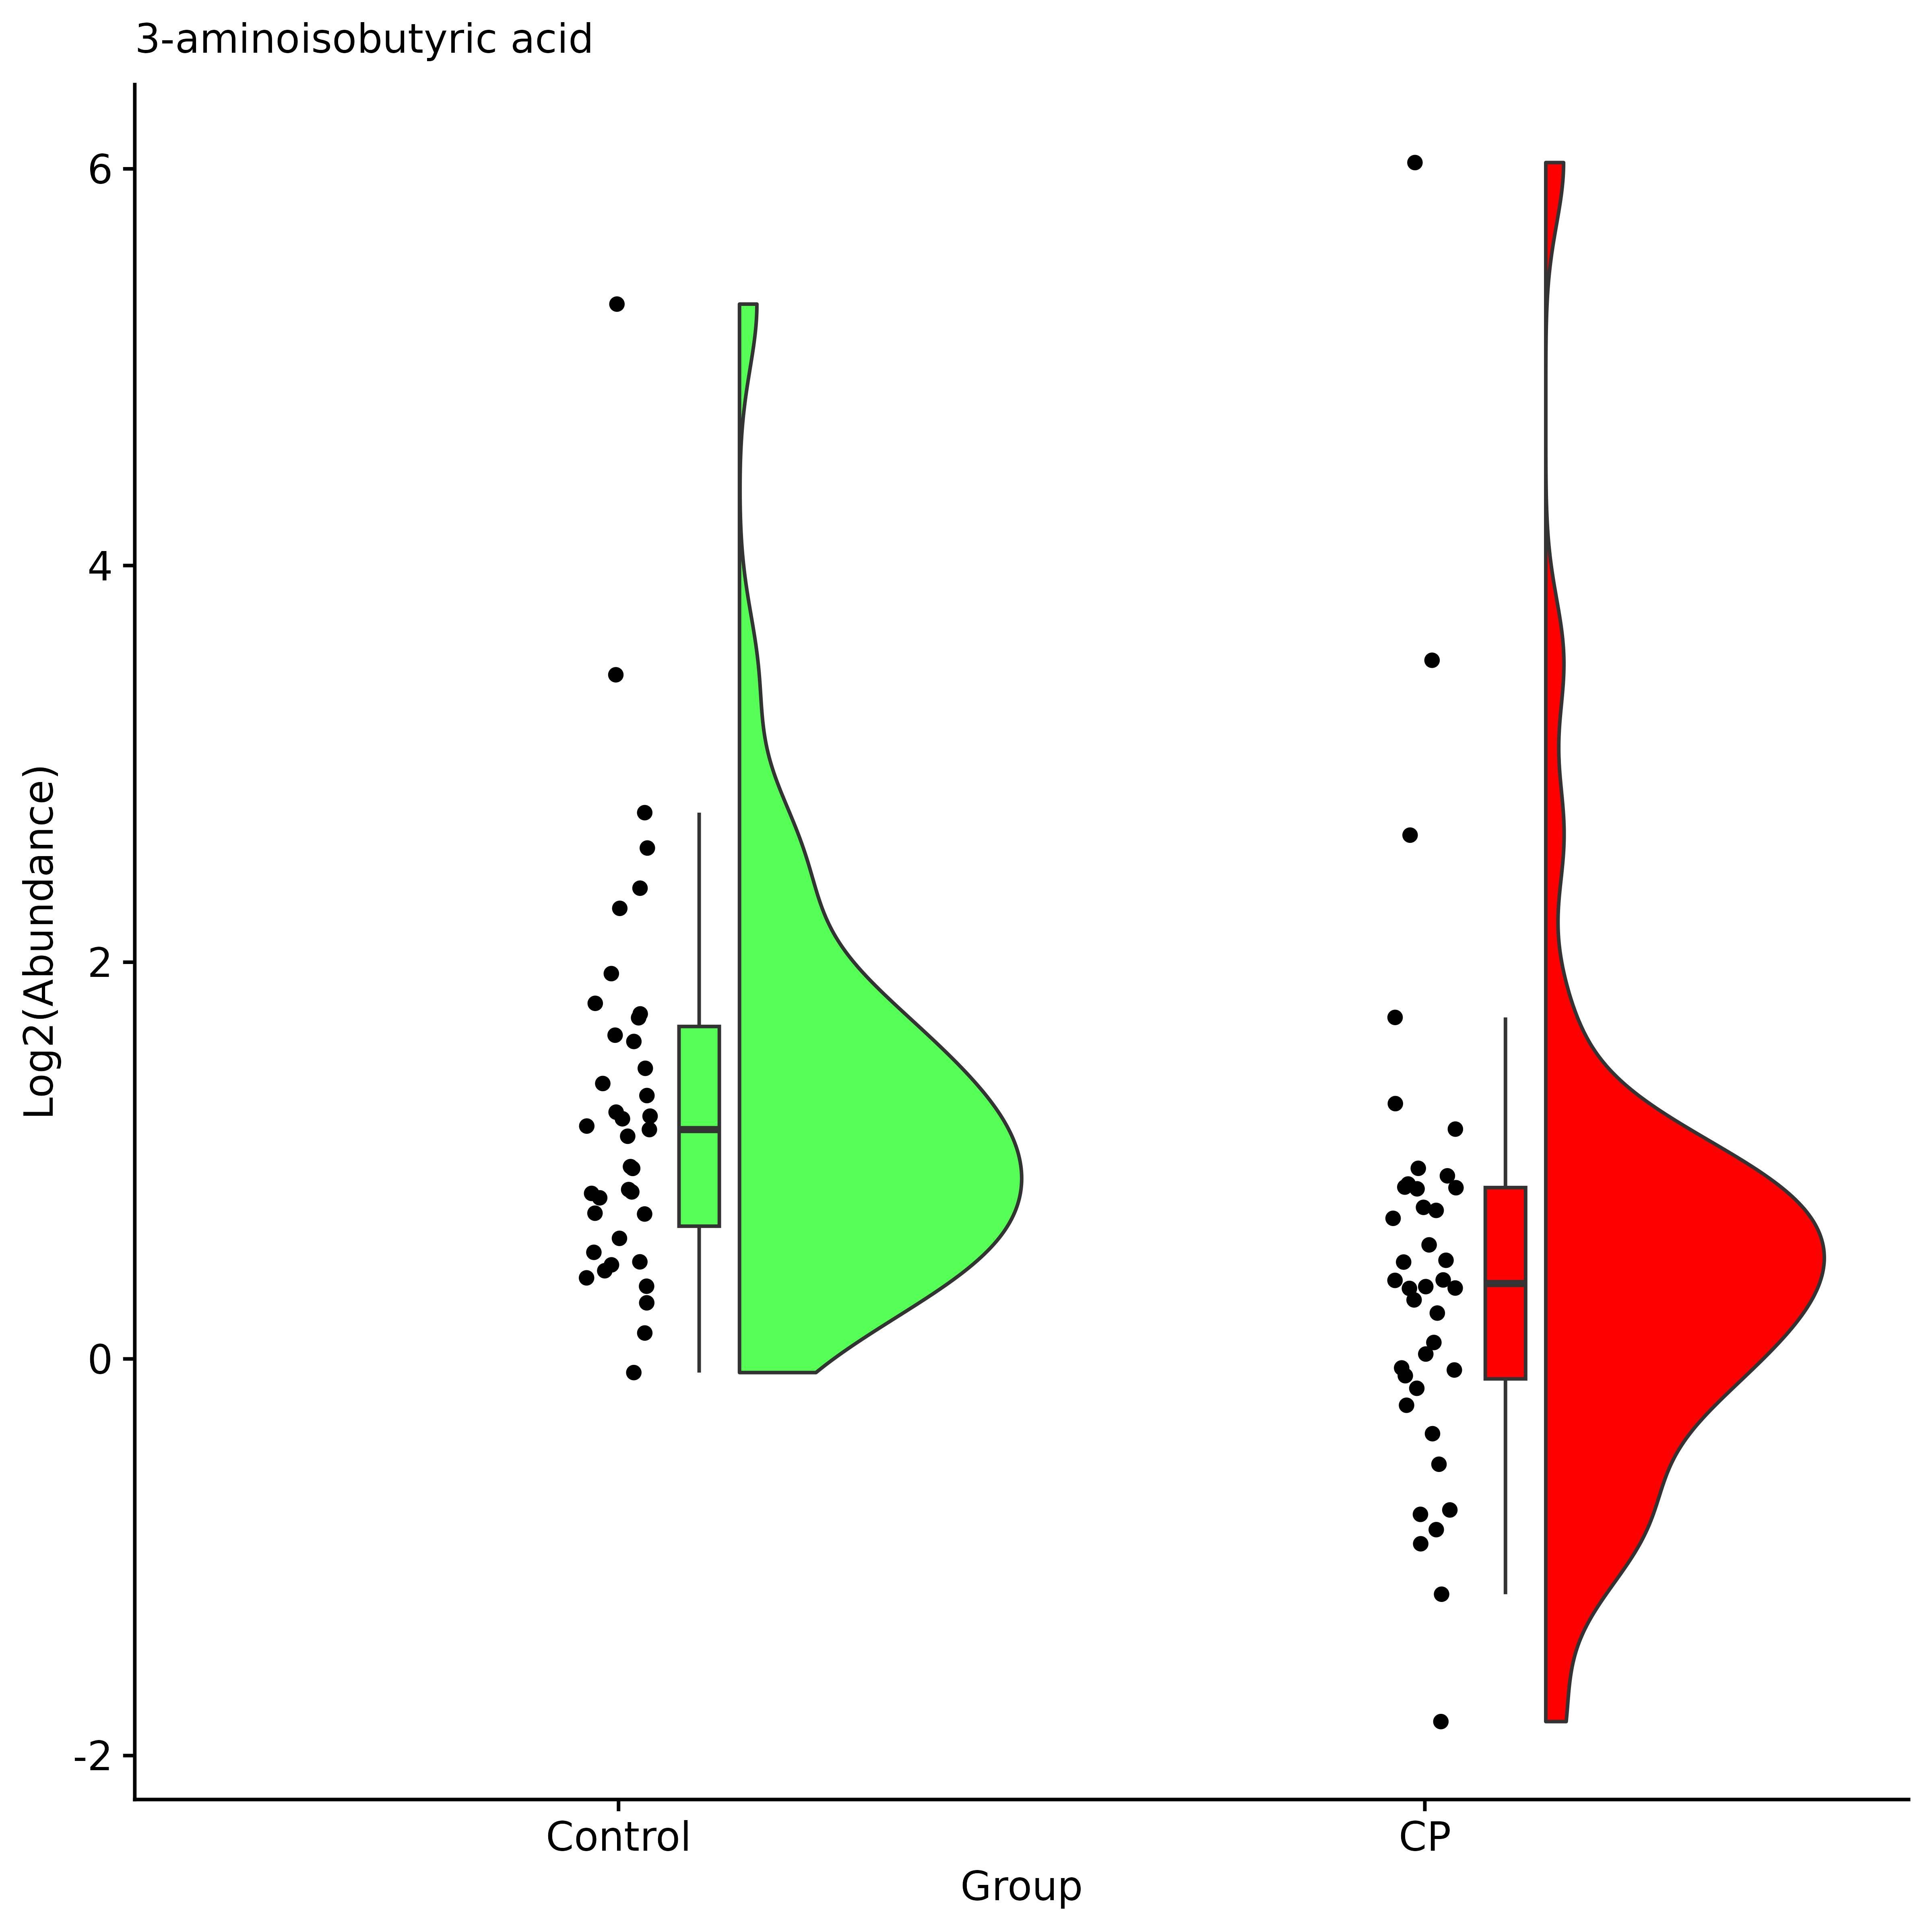 3-aminoisobutyric acid
6
4
2
0
-2
Log2(Abundance)
Control
CP
Group